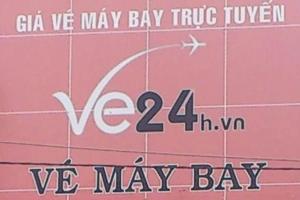 GIÁ VÉ MÁY BAY TRỰC TUYẾN
ve24h.vn
VÉ MÁY BAY